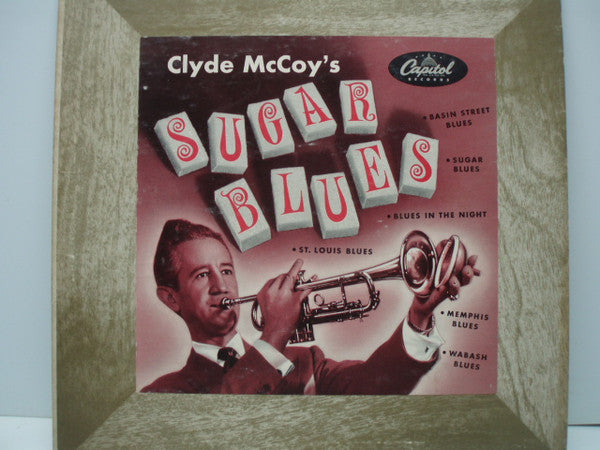 Clyde McCoy's
Capitol
RECORDS
SUGAR
BLUES
• BASIN STREET
BLUES
• SUGAR
BLUES
• BLUES IN THE NIGHT
• ST. LOUIS BLUES
• MEMPHIS
BLUES
• WABASH
BLUES